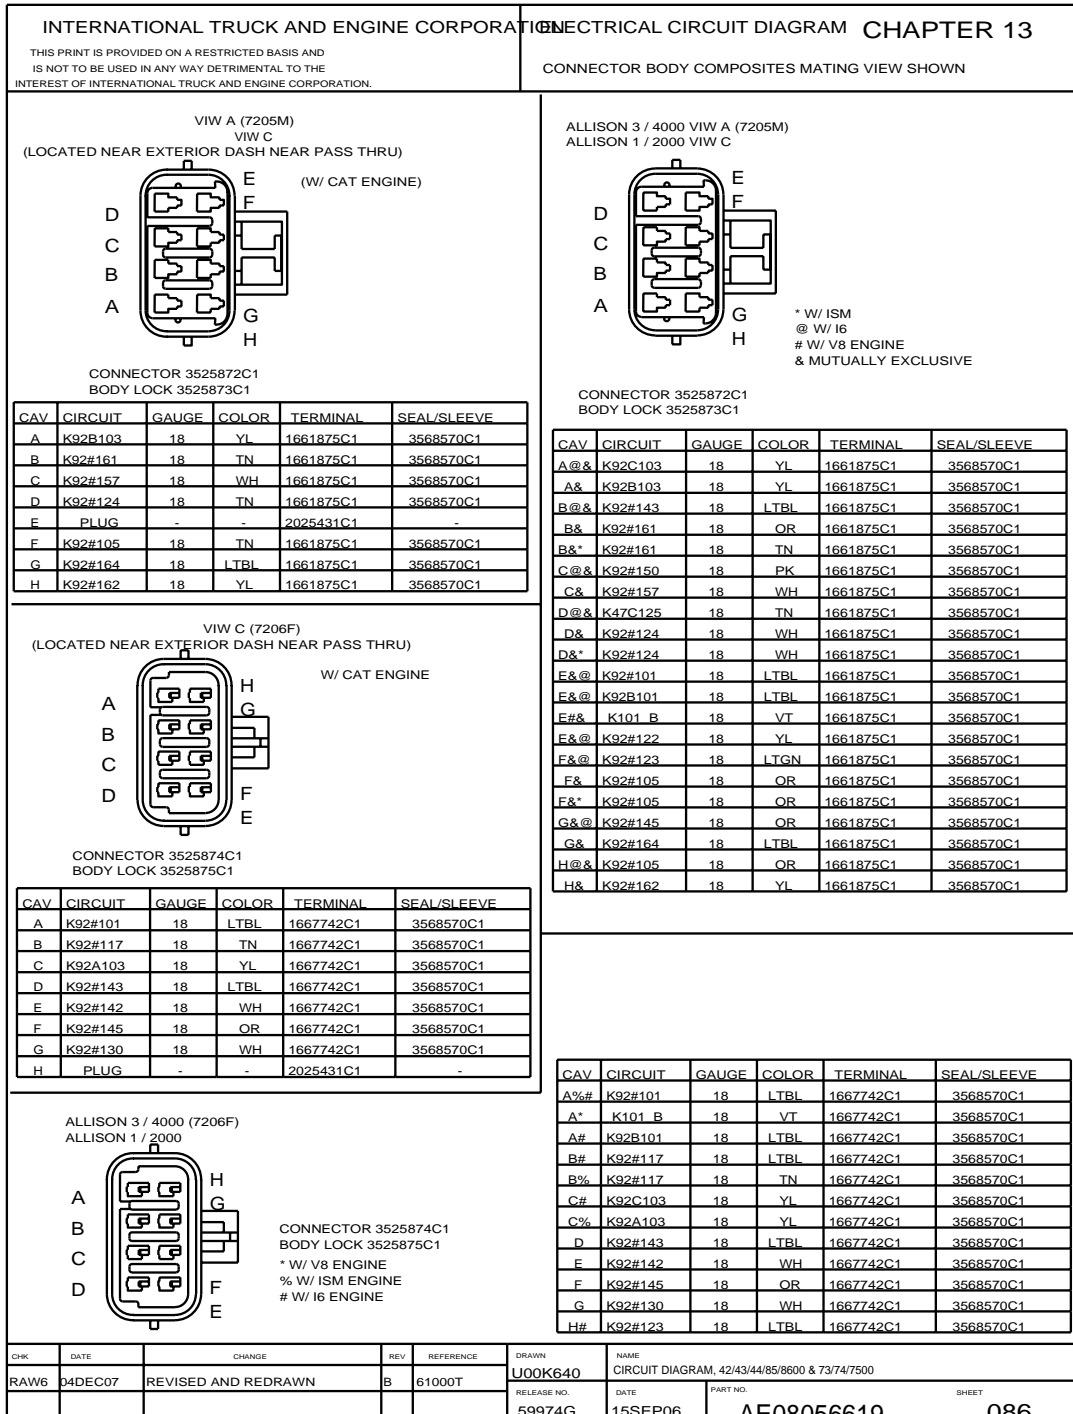 INTERNATIONAL TRUCK AND ENGINE CORPORATION
THIS PRINT IS PROVIDED ON A RESTRICTED BASIS AND
IS NOT TO BE USED IN ANY WAY DETRIMENTAL TO THE
INTEREST OF INTERNATIONAL TRUCK AND ENGINE CORPORATION.
ELECTRICAL CIRCUIT DIAGRAM CHAPTER 13
CONNECTOR BODY COMPOSITES MATING VIEW SHOWN
VIW A (7205M)
VIW C
(LOCATED NEAR EXTERIOR DASH NEAR PASS THRU)
(W/ CAT ENGINE)
E
F
D
C
B
A
G
H
CONNECTOR 3525872C1
BODY LOCK 3525873C1
CAV CIRCUIT GAUGE COLOR TERMINAL SEAL/SLEEVE
A K92B103 18 YL 1661875C1 3568570C1
B K92#161 18 TN 1661875C1 3568570C1
C K92#157 18 WH 1661875C1 3568570C1
D K92#124 18 TN 1661875C1 3568570C1
E PLUG - - 2025431C1 -
F K92#105 18 TN 1661875C1 3568570C1
G K92#164 18 LTBL 1661875C1 3568570C1
H K92#162 18 YL 1661875C1 3568570C1
VIW C (7206F)
(LOCATED NEAR EXTERIOR DASH NEAR PASS THRU)
W/ CAT ENGINE
H
G
A
B
C
D
F
E
CONNECTOR 3525874C1
BODY LOCK 3525875C1
CAV CIRCUIT GAUGE COLOR TERMINAL SEAL/SLEEVE
A K92#101 18 LTBL 1667742C1 3568570C1
B K92#117 18 TN 1667742C1 3568570C1
C K92A103 18 YL 1667742C1 3568570C1
D K92#143 18 LTBL 1667742C1 3568570C1
E K92#142 18 WH 1667742C1 3568570C1
F K92#145 18 OR 1667742C1 3568570C1
G K92#130 18 WH 1667742C1 3568570C1
H PLUG - - 2025431C1 -
ALLISON 3 / 4000 (7206F)
ALLISON 1 / 2000
H
G
A
B
C
D
F
E
CONNECTOR 3525874C1
BODY LOCK 3525875C1
* W/ V8 ENGINE
% W/ ISM ENGINE
# W/ I6 ENGINE
ALLISON 3 / 4000 VIW A (7205M)
ALLISON 1 / 2000 VIW C
E
F
D
C
B
A
G
H
* W/ ISM
@ W/ I6
# W/ V8 ENGINE
& MUTUALLY EXCLUSIVE
CONNECTOR 3525872C1
BODY LOCK 3525873C1
CAV CIRCUIT GAUGE COLOR TERMINAL SEAL/SLEEVE
A@& K92C103 18 YL 1661875C1 3568570C1
A& K92B103 18 YL 1661875C1 3568570C1
B@& K92#143 18 LTBL 1661875C1 3568570C1
B& K92#161 18 OR 1661875C1 3568570C1
B&* K92#161 18 TN 1661875C1 3568570C1
C@& K92#150 18 PK 1661875C1 3568570C1
C& K92#157 18 WH 1661875C1 3568570C1
D@& K47C125 18 TN 1661875C1 3568570C1
D& K92#124 18 WH 1661875C1 3568570C1
D&* K92#124 18 WH 1661875C1 3568570C1
E&@ K92#101 18 LTBL 1661875C1 3568570C1
E&@ K92B101 18 LTBL 1661875C1 3568570C1
E#& K101 B 18 VT 1661875C1 3568570C1
E&@ K92#122 18 YL 1661875C1 3568570C1
F&@ K92#123 18 LTGN 1661875C1 3568570C1
F& K92#105 18 OR 1661875C1 3568570C1
F&* K92#105 18 OR 1661875C1 3568570C1
G&@ K92#145 18 OR 1661875C1 3568570C1
G& K92#164 18 LTBL 1661875C1 3568570C1
H@& K92#105 18 OR 1661875C1 3568570C1
H& K92#162 18 YL 1661875C1 3568570C1
CAV CIRCUIT GAUGE COLOR TERMINAL SEAL/SLEEVE
A%# K92#101 18 LTBL 1667742C1 3568570C1
A* K101 B 18 VT 1667742C1 3568570C1
A# K92B101 18 LTBL 1667742C1 3568570C1
B# K92#117 18 LTBL 1667742C1 3568570C1
B% K92#117 18 TN 1667742C1 3568570C1
C# K92C103 18 YL 1667742C1 3568570C1
C% K92A103 18 YL 1667742C1 3568570C1
D K92#143 18 LTBL 1667742C1 3568570C1
E K92#142 18 WH 1667742C1 3568570C1
F K92#145 18 OR 1667742C1 3568570C1
G K92#130 18 WH 1667742C1 3568570C1
H# K92#123 18 LTBL 1667742C1 3568570C1
CHK DATE CHANGE REV REFERENCE
RAW6 04DEC07 REVISED AND REDRAWN B 61000T
DRAWN
U00K640
NAME
CIRCUIT DIAGRAM, 42/43/44/85/8600 & 73/74/7500
RELEASE NO.
59974G
DATE
15SEP06
PART NO.
AE08056619
SHEET
086